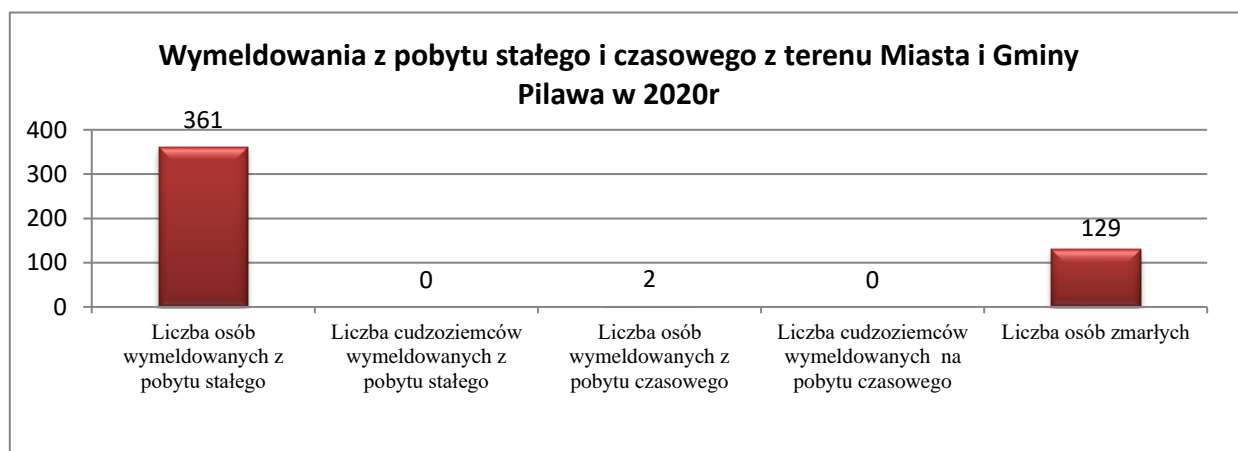 Wymeldowania z pobytu stałego i czasowego z terenu Miasta i Gminy
Pilawa w 2020r
361
400
300
200
100
0
0
2
0
129
Liczba osób
wymeldowanych z
pobytu stałego
Liczba cudzoziemców
wymeldowanych z
pobytu stałego
Liczba osób
wymeldowanych z
pobytu czasowego
Liczba cudzoziemców
wymeldowanych  na
pobytu czasowego
Liczba osób zmarłych